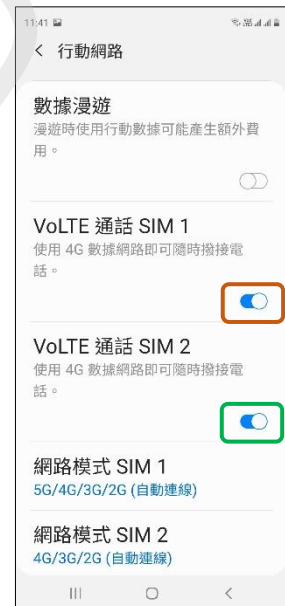 11:41
行動網路
數據漫遊
漫遊時使用行動數據可能產生額外費
用。
VoLTE 通話 SIM 1
使用 4G 數據網路即可隨時撥接電
話。
VoLTE 通話 SIM 2
使用 4G 數據網路即可隨時撥接電
話。
網路模式 SIM 1
5G/4G/3G/2G (自動連線)
網路模式 SIM 2
4G/3G/2G (自動連線)